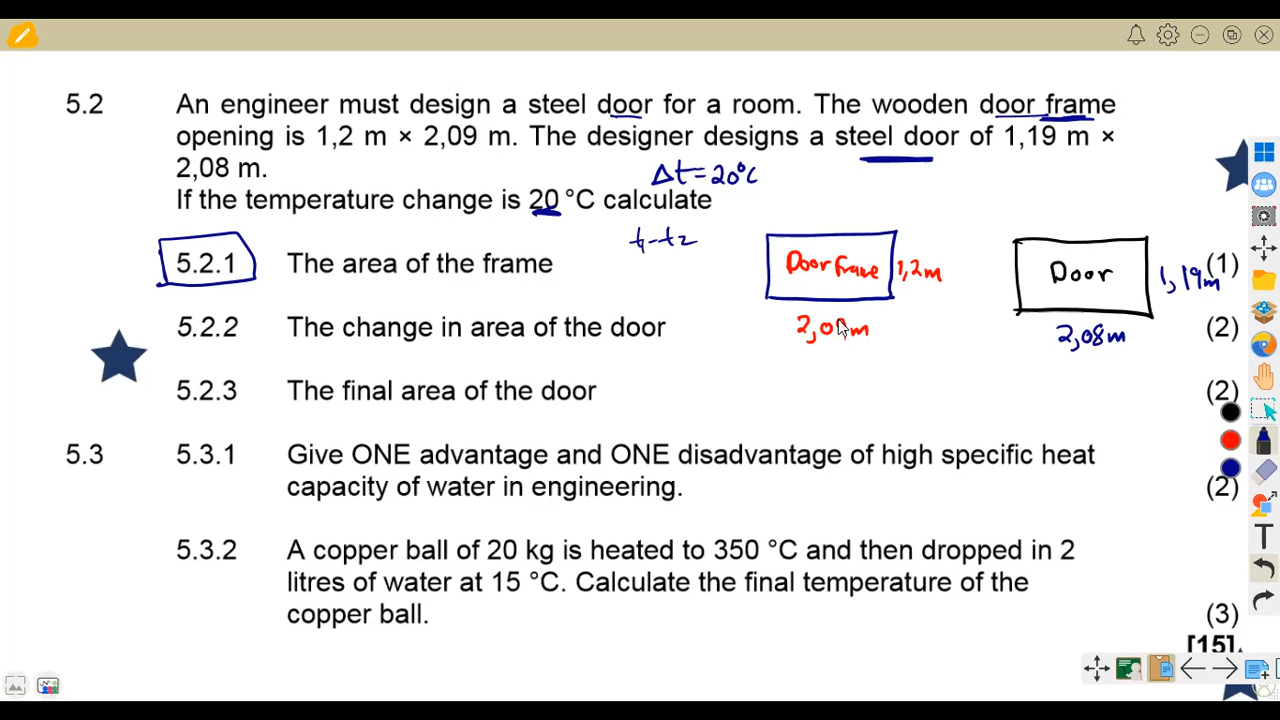 5.2 An engineer must design a steel door for a room. The wooden door frame
opening is 1,2 m × 2,09 m. The designer designs a steel door of 1,19 m ×
2,08 m.
Δt = 20°C
If the temperature change is 20 °C calculate
t1-t2
5.2.1 The area of the frame (1)
Door frame 1,2m
Door 1,19m
5.2.2 The change in area of the door (2)
2,08m
5.2.3 The final area of the door (2)
5.3 5.3.1 Give ONE advantage and ONE disadvantage of high specific heat
capacity of water in engineering. (2)
5.3.2 A copper ball of 20 kg is heated to 350 °C and then dropped in 2
litres of water at 15 °C. Calculate the final temperature of the
copper ball. (3)
[15]
T